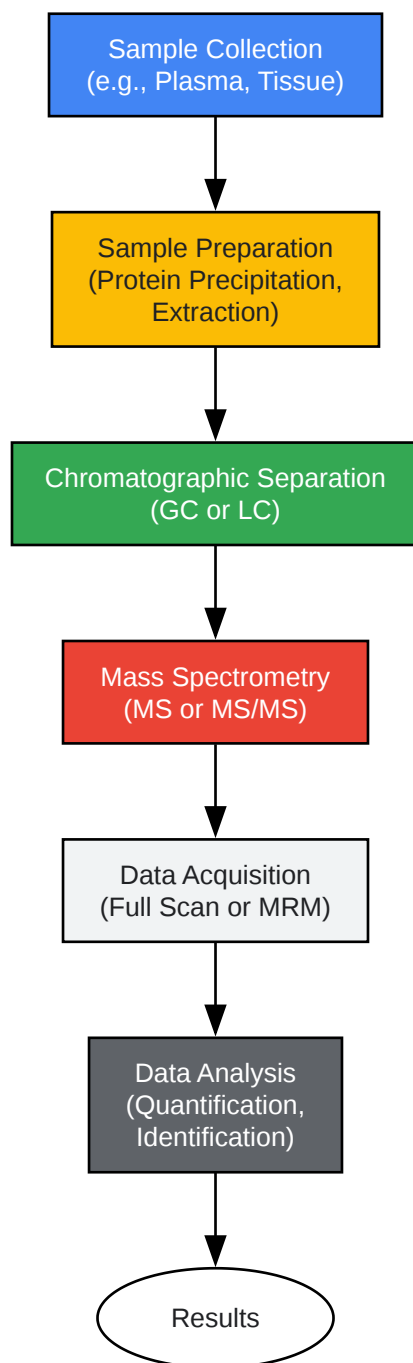 Sample Collection
(e.g., Plasma, Tissue)
Sample Preparation
(Protein Precipitation,
Extraction)
Chromatographic Separation
(GC or LC)
Mass Spectrometry
(MS or MS/MS)
Data Acquisition
(Full Scan or MRM)
Data Analysis
(Quantification,
Identification)
Results